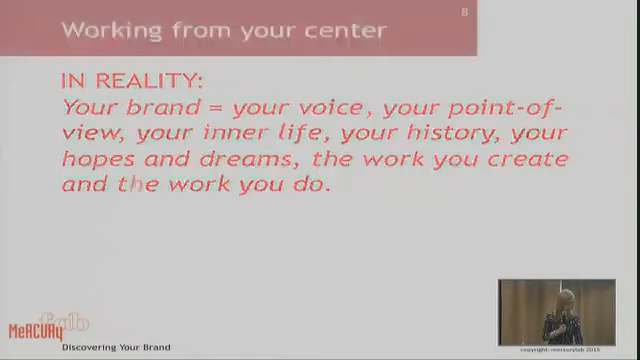 8
Working from your center
IN REALITY:
Your brand = your voice, your point-of-
view, your inner life, your history, your
hopes and dreams, the work you create
and the work you do.
MeRCURy lab
Discovering Your Brand
copyright: mercurylab 2015